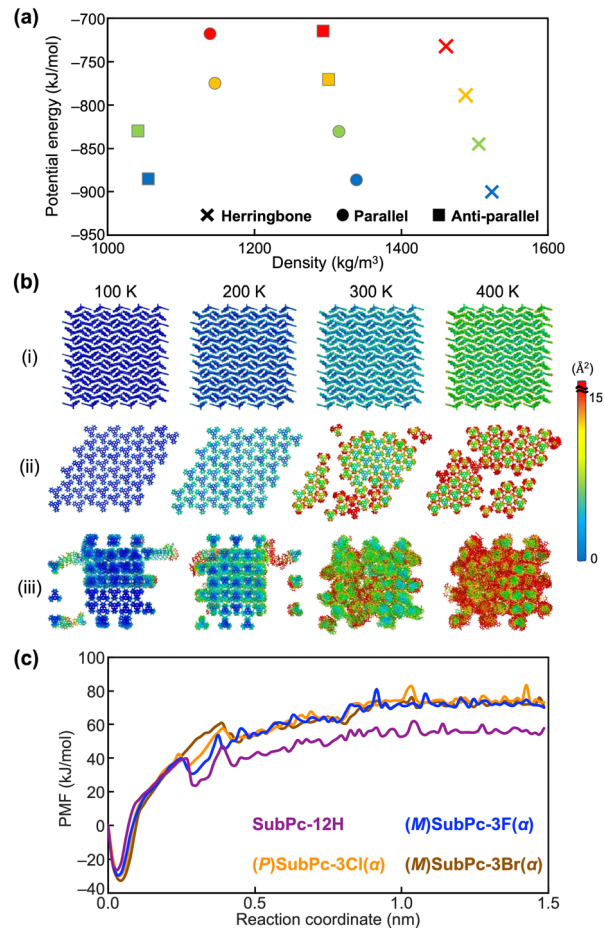 (a)
Potential energy (kJ/mol)
−700
−750
−800
−850
−900
−950
Herringbone Parallel Anti-parallel
1000 1200 1400 1600
Density (kg/m³)
(b)
100 K 200 K 300 K 400 K
(i)
(ii)
(iii)
(Å²)
15
0
(c)
PMF (kJ/mol)
100
80
60
40
20
0
−20
−40
SubPc-12H (M)SubPc-3F(α)
(P)SubPc-3Cl(α) (M)SubPc-3Br(α)
0 0.5 1.0 1.5
Reaction coordinate (nm)